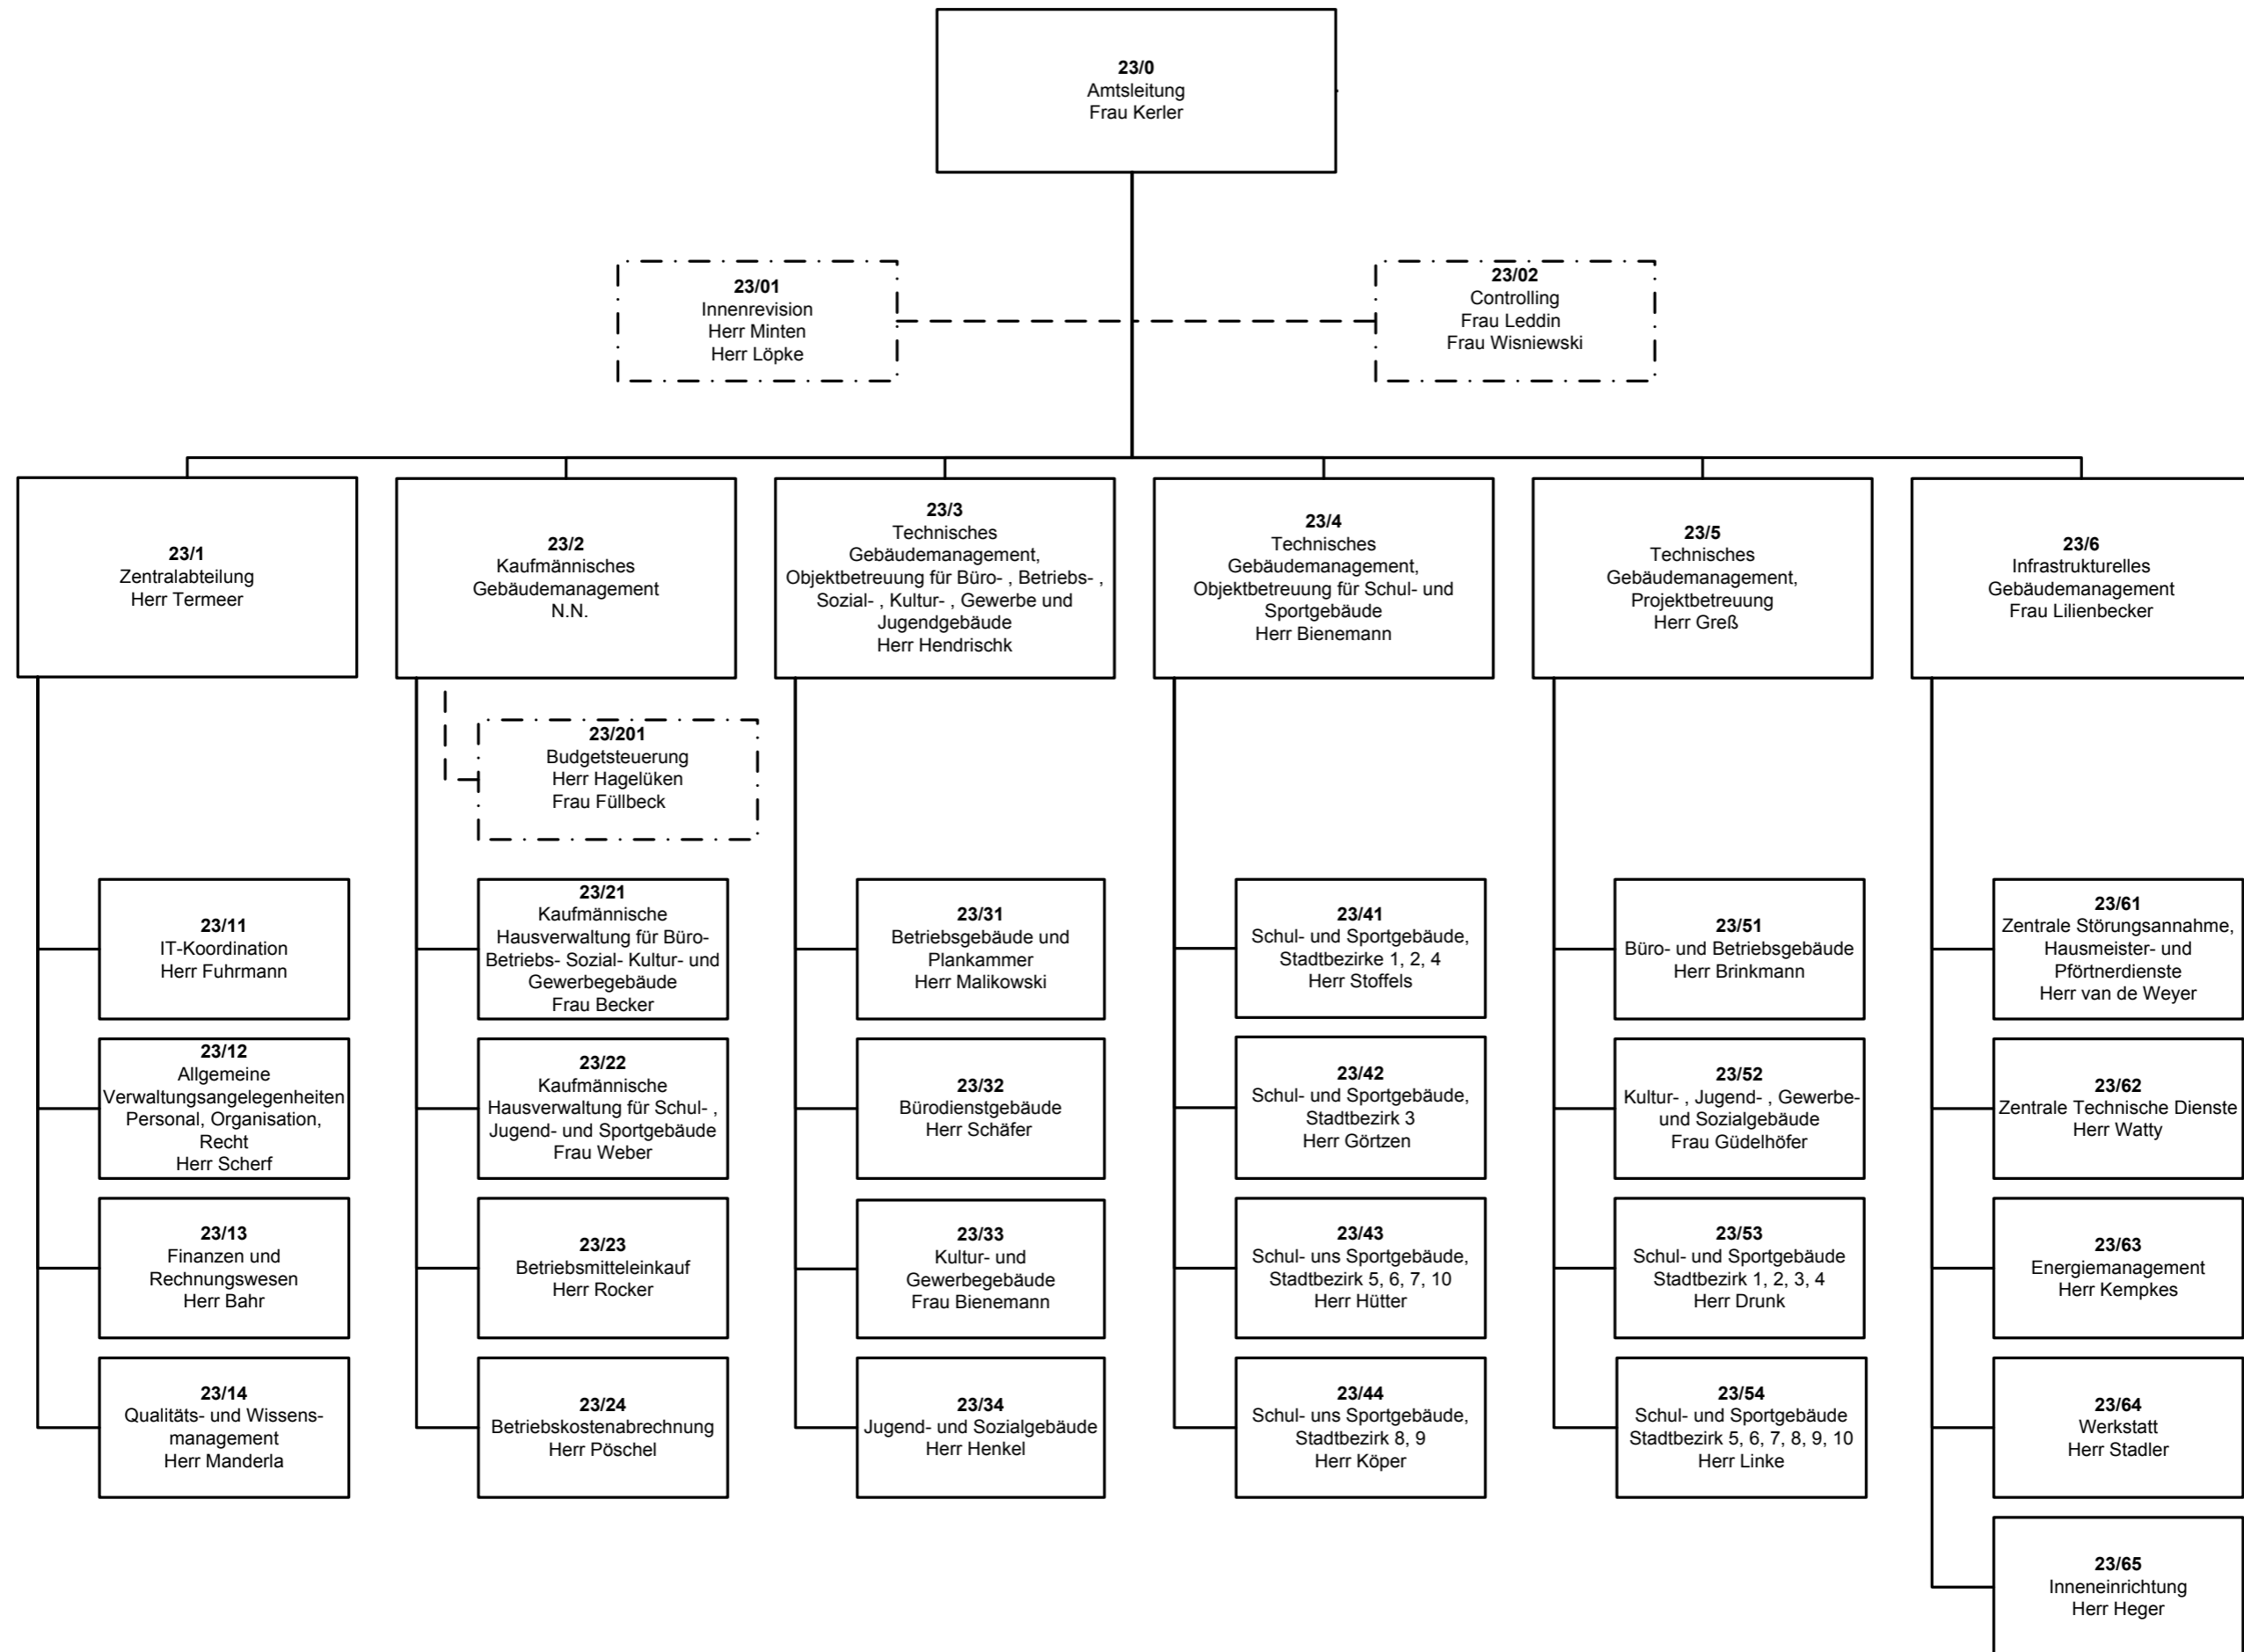 23/0
Amtsleitung
Frau Kerler
23/01
Innenrevision
Herr Minten
Herr Löpke
23/02
Controlling
Frau Leddin
Frau Wisniewski
23/1
Zentralabteilung
Herr Termeer
23/2
Kaufmännisches
Gebäudemanagement
N.N.
23/3
Technisches
Gebäudemanagement,
Objektbetreuung für Büro- , Betriebs- ,
Sozial- , Kultur- , Gewerbe und
Jugendgebäude
Herr Hendrischk
23/4
Technisches
Gebäudemanagement,
Objektbetreuung für Schul- und
Sportgebäude
Herr Bienemann
23/5
Technisches
Gebäudemanagement,
Projektbetreuung
Herr Greß
23/6
Infrastrukturelles
Gebäudemanagement
Frau Lilienbecker
23/201
Budgetsteuerung
Herr Hagelüken
Frau Füllbeck
23/11
IT-Koordination
Herr Fuhrmann
23/21
Kaufmännische
Hausverwaltung für Büro-
Betriebs- Sozial- Kultur- und
Gewerbegebäude
Frau Becker
23/31
Betriebsgebäude und
Plankammer
Herr Malikowski
23/41
Schul- und Sportgebäude,
Stadtbezirke 1, 2, 4
Herr Stoffels
23/51
Büro- und Betriebsgebäude
Herr Brinkmann
23/61
Zentrale Störungsannahme,
Hausmeister- und
Pförtnerdienste
Herr van de Weyer
23/12
Allgemeine
Verwaltungsangelegenheiten
Personal, Organisation,
Recht
Herr Scherf
23/22
Kaufmännische
Hausverwaltung für Schul- ,
Jugend- und Sportgebäude
Frau Weber
23/32
Bürodienstgebäude
Herr Schäfer
23/42
Schul- und Sportgebäude,
Stadtbezirk 3
Herr Görtzen
23/52
Kultur- , Jugend- , Gewerbe-
und Sozialgebäude
Frau Güdelhöfer
23/62
Zentrale Technische Dienste
Herr Watty
23/13
Finanzen und
Rechnungswesen
Herr Bahr
23/23
Betriebsmitteleinkauf
Herr Rocker
23/33
Kultur- und
Gewerbegebäude
Frau Bienemann
23/43
Schul- uns Sportgebäude,
Stadtbezirk 5, 6, 7, 10
Herr Hütter
23/53
Schul- und Sportgebäude
Stadtbezirk 1, 2, 3, 4
Herr Drunk
23/63
Energiemanagement
Herr Kempkes
23/14
Qualitäts- und Wissens-
management
Herr Manderla
23/24
Betriebskostenabrechnung
Herr Pöschel
23/34
Jugend- und Sozialgebäude
Herr Henkel
23/44
Schul- uns Sportgebäude,
Stadtbezirk 8, 9
Herr Köper
23/54
Schul- und Sportgebäude
Stadtbezirk 5, 6, 7, 8, 9, 10
Herr Linke
23/64
Werkstatt
Herr Stadler
23/65
Inneneinrichtung
Herr Heger